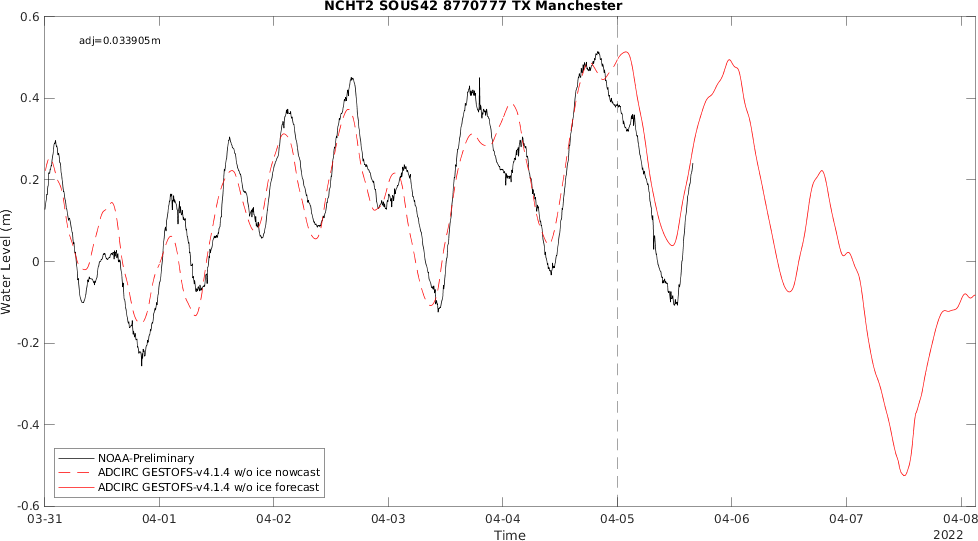 NCHT2 SOUS42 8770777 TX Manchester
adj=0.033905m
0.6
0.4
0.2
0
-0.2
-0.4
-0.6
Water Level (m)
NOAA-Preliminary
ADCIRC GESTOFS-v4.1.4 w/o ice nowcast
ADCIRC GESTOFS-v4.1.4 w/o ice forecast
03-31 04-01 04-02 04-03 04-04 04-05 04-06 04-07 04-08
Time
2022